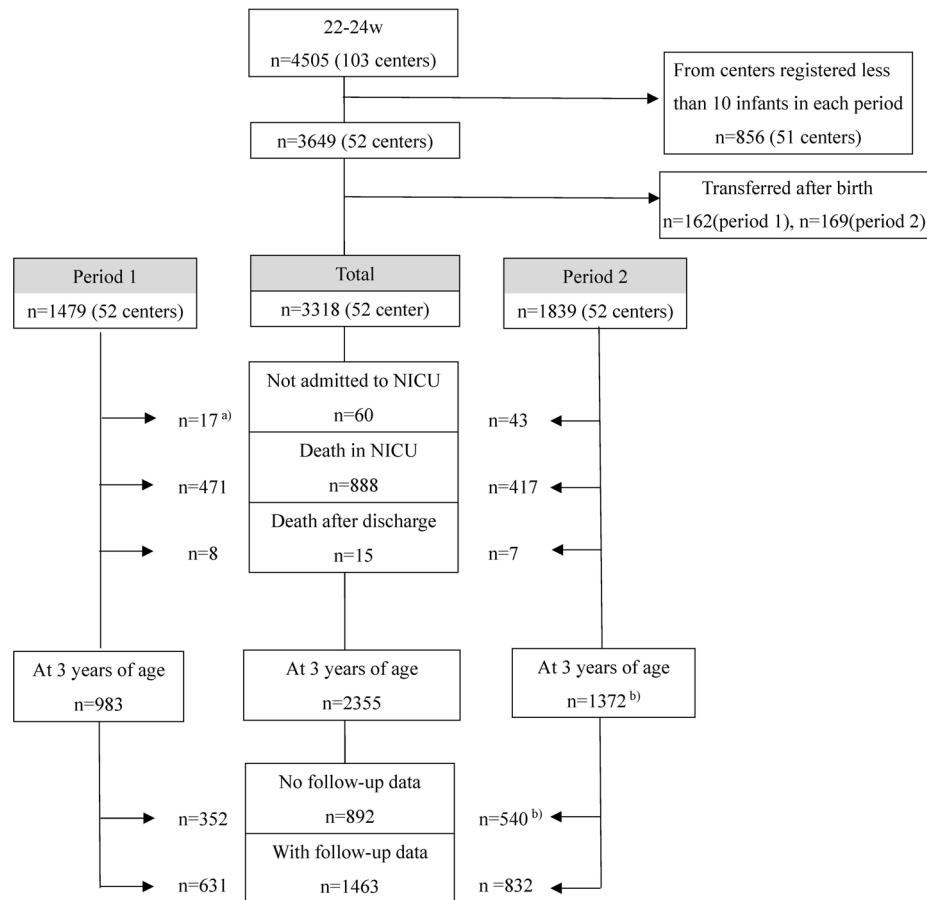 22-24w
n=4505 (103 centers)
From centers registered less
than 10 infants in each period
n=856 (51 centers)
n=3649 (52 centers)
Transferred after birth
n=162(period 1), n=169(period 2)
Period 1
n=1479 (52 centers)
Total
n=3318 (52 center)
Period 2
n=1839 (52 centers)
Not admitted to NICU
n=17 a)
n=60
n=43
Death in NICU
n=471
n=888
n=417
Death after discharge
n=8
n=15
n=7
At 3 years of age
n=983
At 3 years of age
n=2355
At 3 years of age
n=1372 b)
No follow-up data
n=352
n=892
n=540 b)
With follow-up data
n=631
n=1463
n =832